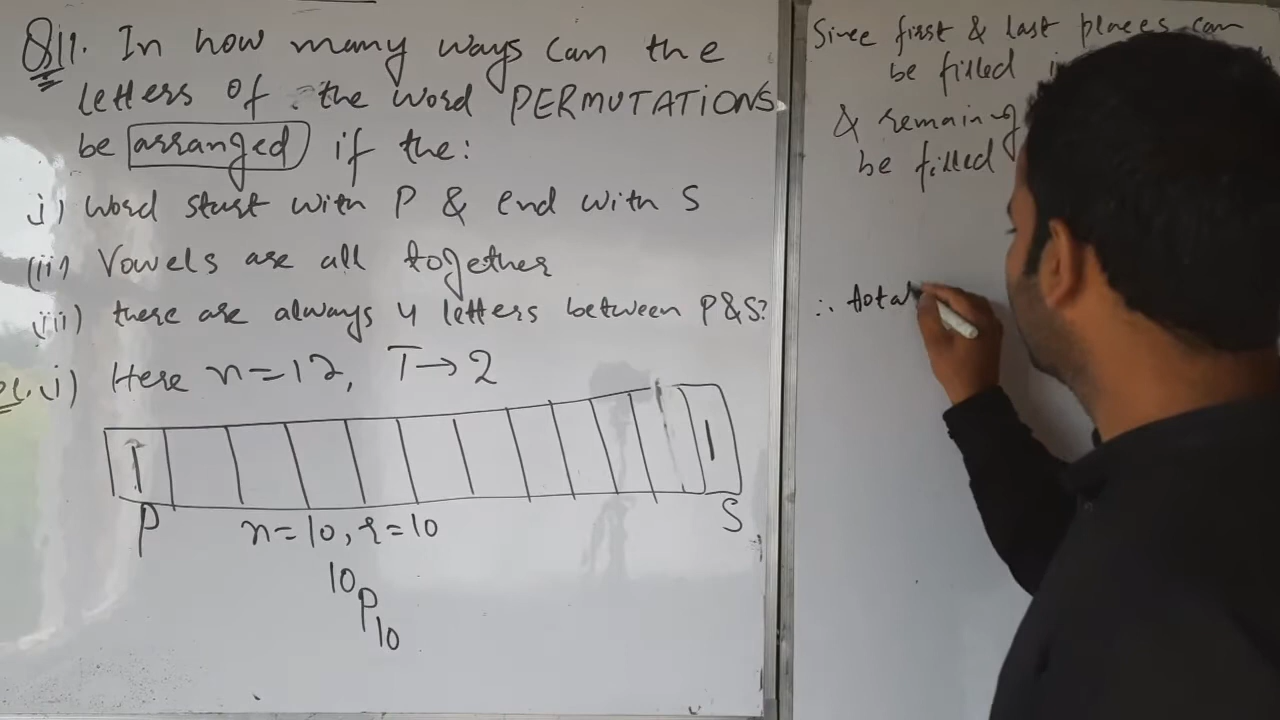 Q11. In how many ways can the
letters of the word PERMUTATIONS
be arranged if the:
i) Word start with P & end with S
(ii) Vowels are all together
(iii) there are always 4 letters between P&S?
i) Here n=12, T→2
1 1
P S
n=10, r=10
10P10
Since first & last places can
be filled
& remaining
be filled
∴ total